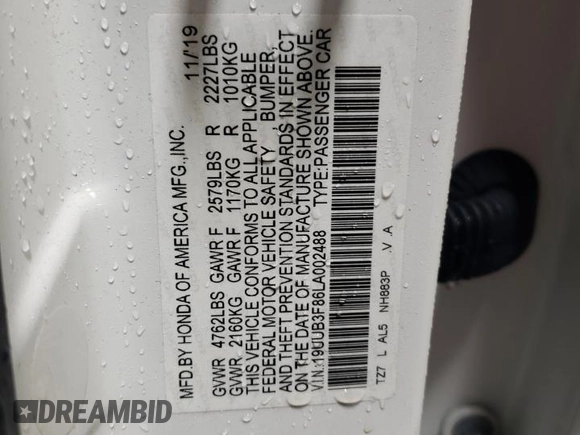 MFD.BY HONDA OF AMERICA MFG.,INC. 11/19
GVWR 4762LBS GAWR F 2579LBS R 2227LBS
GVWR 2160KG GAWR F 1170KG R 1010KG
THIS VEHICLE CONFORMS TO ALL APPLICABLE
FEDERAL MOTOR VEHICLE SAFETY BUMPER,
AND THEFT PREVENTION STANDARDS IN EFFECT
ON THE DATE OF MANUFACTURE SHOWN ABOVE.
V.I.N.:19UUB3F86LA002488 TYPE:PASSENGER CAR
TZ7 L AL5 NH883P .V .A
DREAMBID